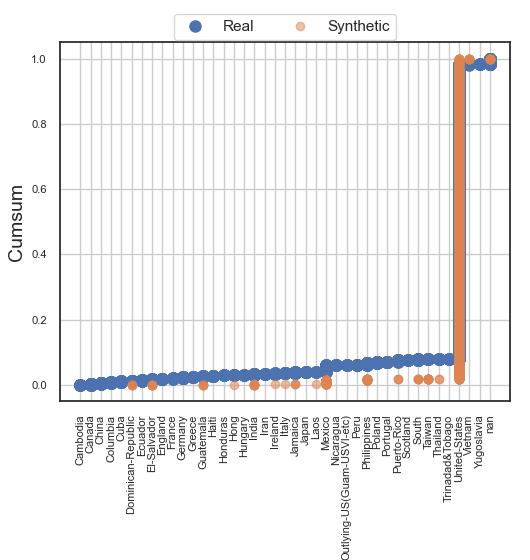 Real Synthetic
1.0
0.8
0.6
0.4
0.2
0.0
Cumsum
Cambodia
Canada
China
Columbia
Cuba
Dominican-Republic
Ecuador
El-Salvador
England
France
Germany
Greece
Guatemala
Haiti
Honduras
Hong
Hungary
India
Iran
Ireland
Italy
Jamaica
Japan
Laos
Mexico
Nicaragua
Outlying-US(Guam-USVI-etc)
Peru
Philippines
Poland
Portugal
Puerto-Rico
Scotland
South
Taiwan
Thailand
Trinadad&Tobago
United-States
Vietnam
Yugoslavia
nan